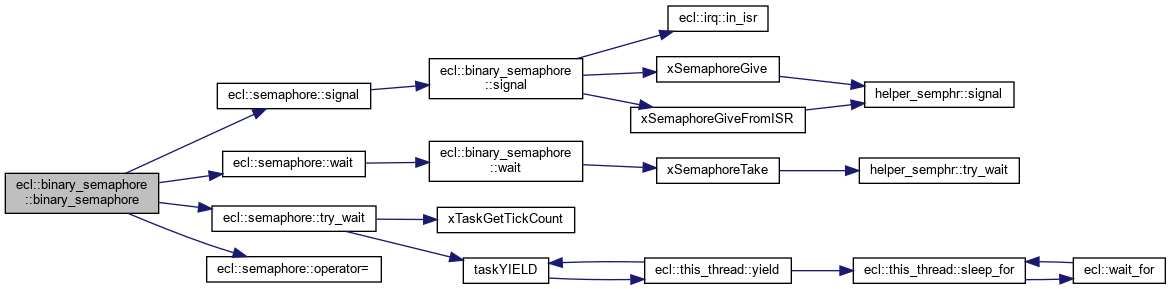 ecl::irq::in_isr
ecl::binary_semaphore
::signal
xSemaphoreGive
ecl::semaphore::signal
helper_semphr::signal
xSemaphoreGiveFromISR
ecl::semaphore::wait
ecl::binary_semaphore
::wait
xSemaphoreTake
helper_semphr::try_wait
ecl::binary_semaphore
::binary_semaphore
ecl::semaphore::try_wait
xTaskGetTickCount
ecl::semaphore::operator=
taskYIELD
ecl::this_thread::yield
ecl::this_thread::sleep_for
ecl::wait_for